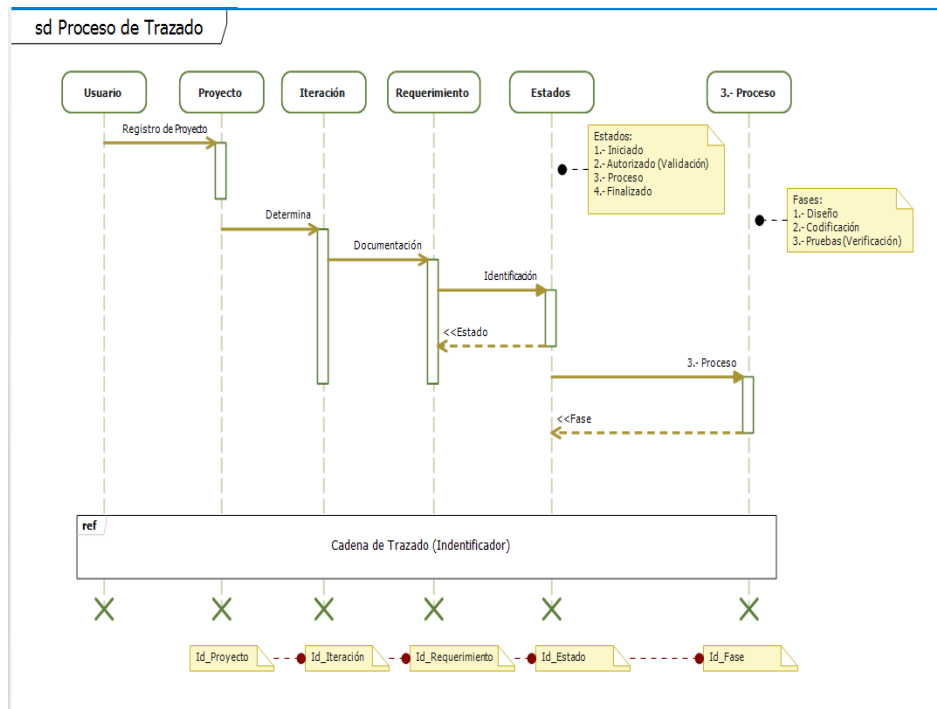 sd Proceso de Trazado
Usuario
Proyecto
Iteración
Requerimiento
Estados
3.- Proceso
Registro de Proyecto
Estados:
1.- Iniciado
2.- Autorizado (Validación)
3.- Proceso
4.- Finalizado
Fases:
1.- Diseño
2.- Codificación
3.- Pruebas (Verificación)
Determina
Documentación
Identificación
<<Estado
3.- Proceso
<<Fase
ref
Cadena de Trazado (Indentificador)
Id_Proyecto
Id_Iteración
Id_Requerimiento
Id_Estado
Id_Fase